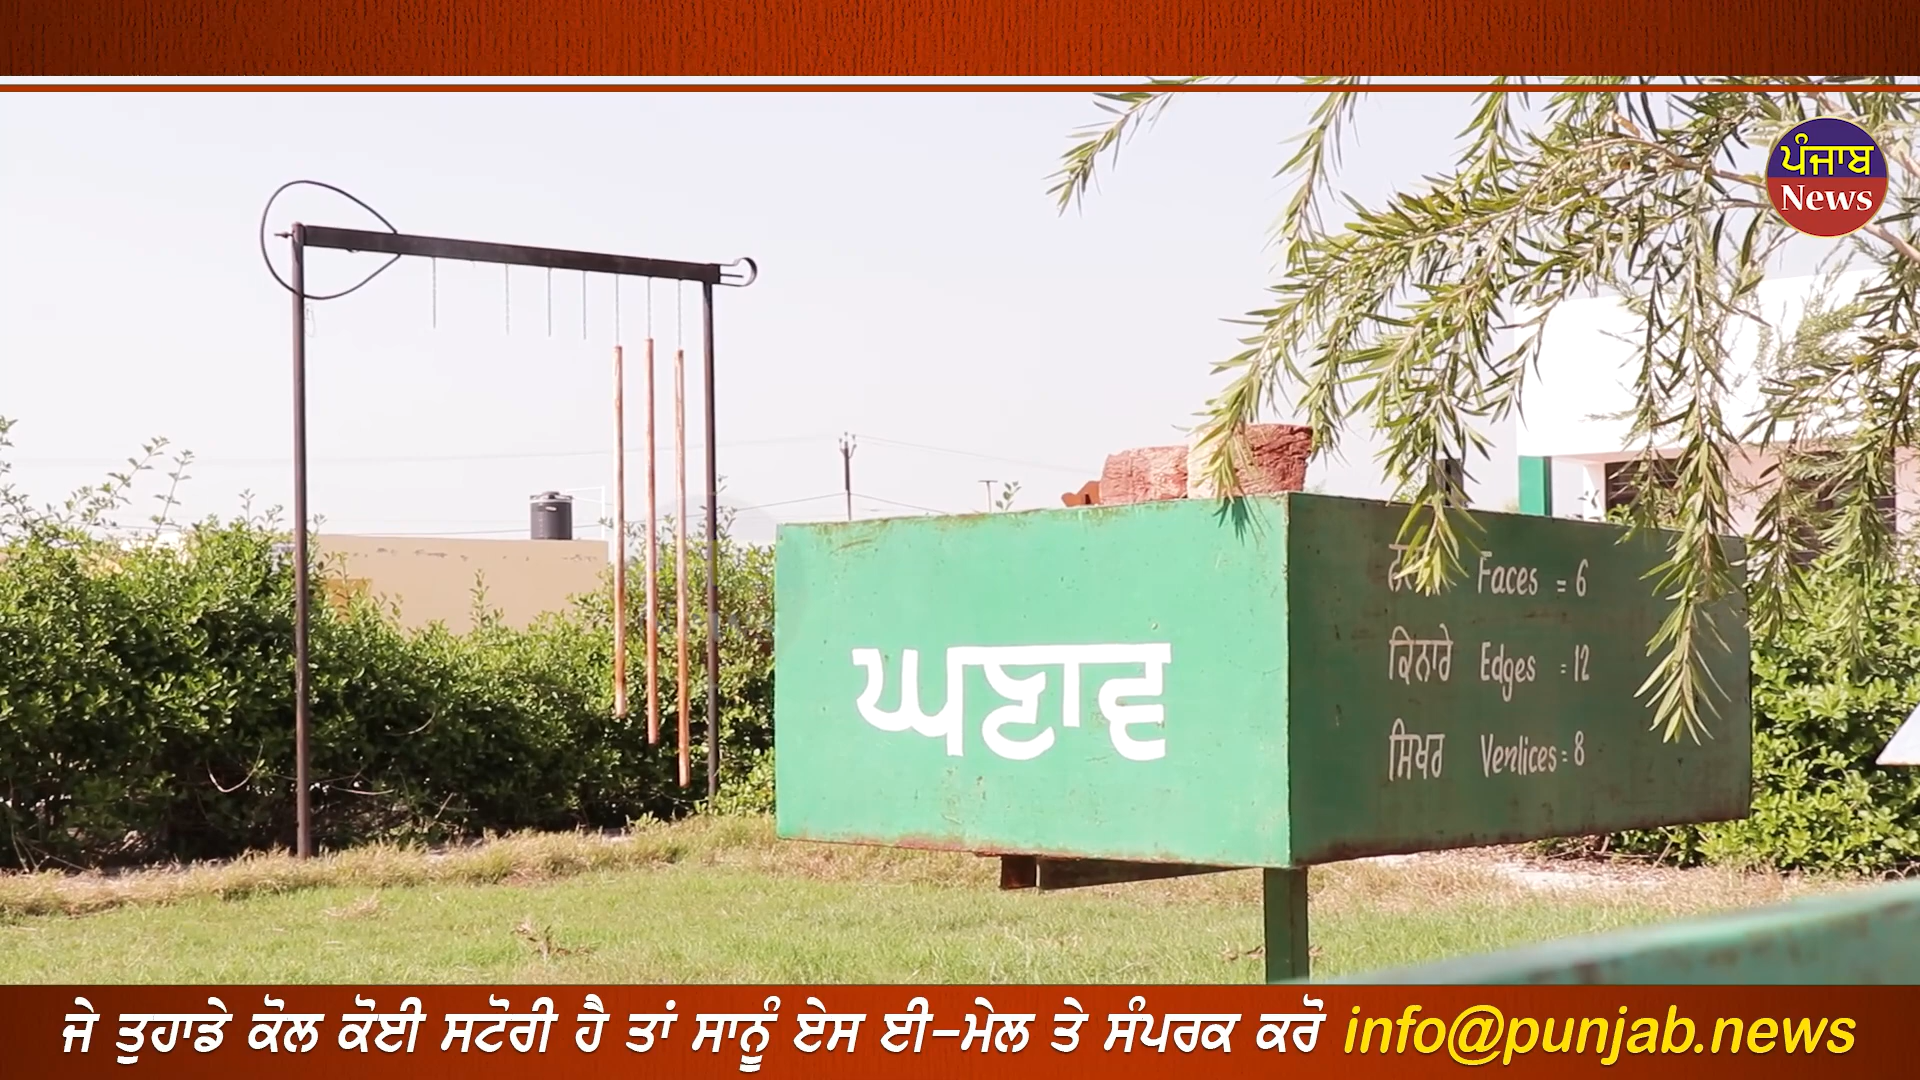 ਪੰਜਾਬ
News
ਘਣਾਵ
Faces = 6
ਕਿਨਾਰੇ Edges = 12
ਸਿਖਰ Vertices = 8
ਜੇ ਤੁਹਾਡੇ ਕੋਲ ਕੋਈ ਸਟੋਰੀ ਹੈ ਤਾਂ ਸਾਨੂੰ ਏਸ ਈ-ਮੇਲ ਤੇ ਸੰਪਰਕ ਕਰੋ info@punjab.news